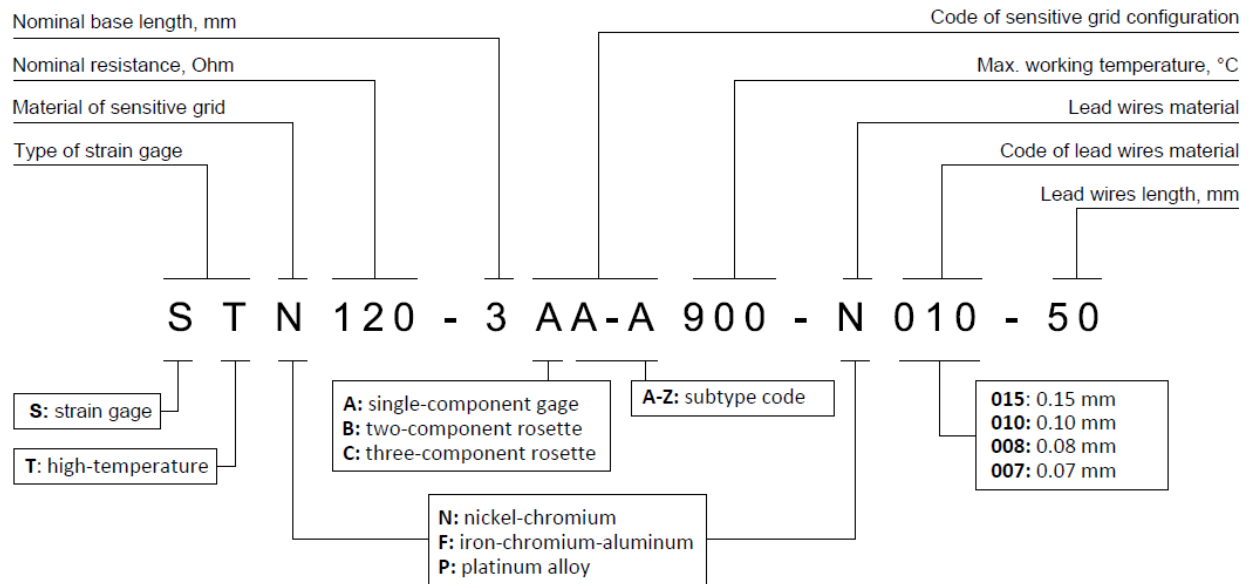 Nominal base length, mm
Code of sensitive grid configuration
Nominal resistance, Ohm
Max. working temperature, °C
Material of sensitive grid
Lead wires material
Type of strain gage
Code of lead wires material
Lead wires length, mm
S T N 120 - 3 A A - A 900 - N 010 - 50
S: strain gage
T: high-temperature
A: single-component gage
B: two-component rosette
C: three-component rosette
A-Z: subtype code
015: 0.15 mm
010: 0.10 mm
008: 0.08 mm
007: 0.07 mm
N: nickel-chromium
F: iron-chromium-aluminum
P: platinum alloy